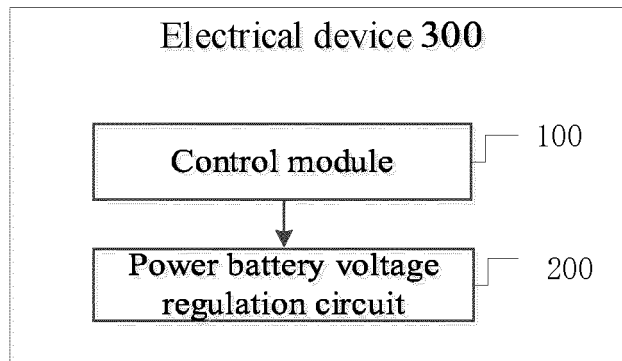 Electrical device 300
Control module
100
Power battery voltage
regulation circuit
200